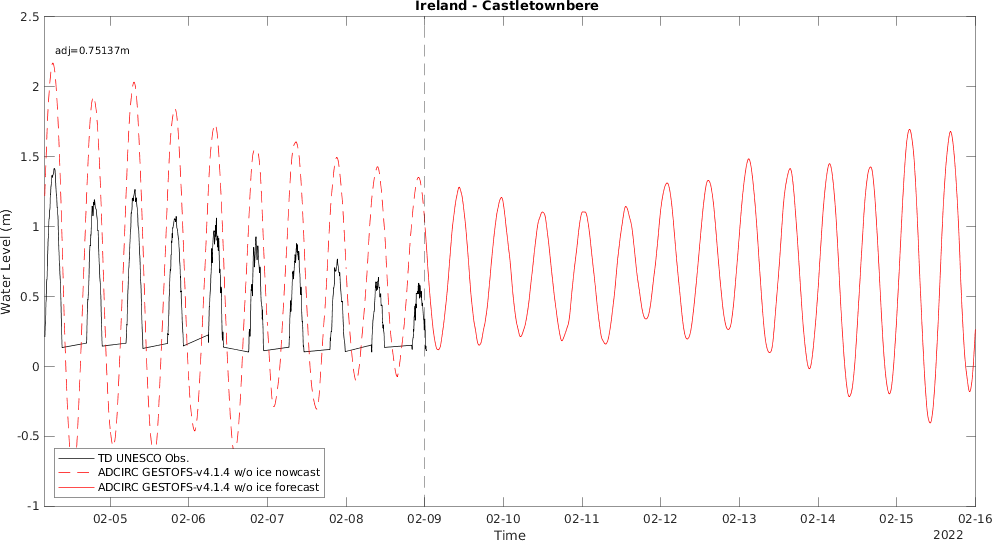 Ireland - Castletownbere
adj=0.75137m
2.5
2
1.5
1
0.5
0
-0.5
-1
Water Level (m)
TD UNESCO Obs.
ADCIRC GESTOFS-v4.1.4 w/o ice nowcast
ADCIRC GESTOFS-v4.1.4 w/o ice forecast
02-05 02-06 02-07 02-08 02-09 02-10 02-11 02-12 02-13 02-14 02-15 02-16
Time
2022